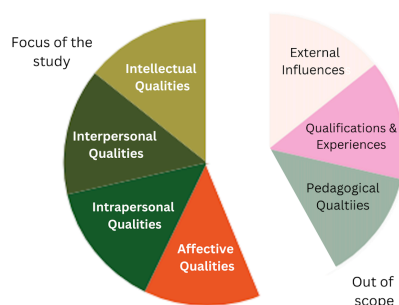 Focus of the
study
Intellectual
Qualities
Interpersonal
Qualities
Intrapersonal
Qualities
Affective
Qualities
External
Influences
Qualifications &
Experiences
Pedagogical
Qualtiies
Out of
scope